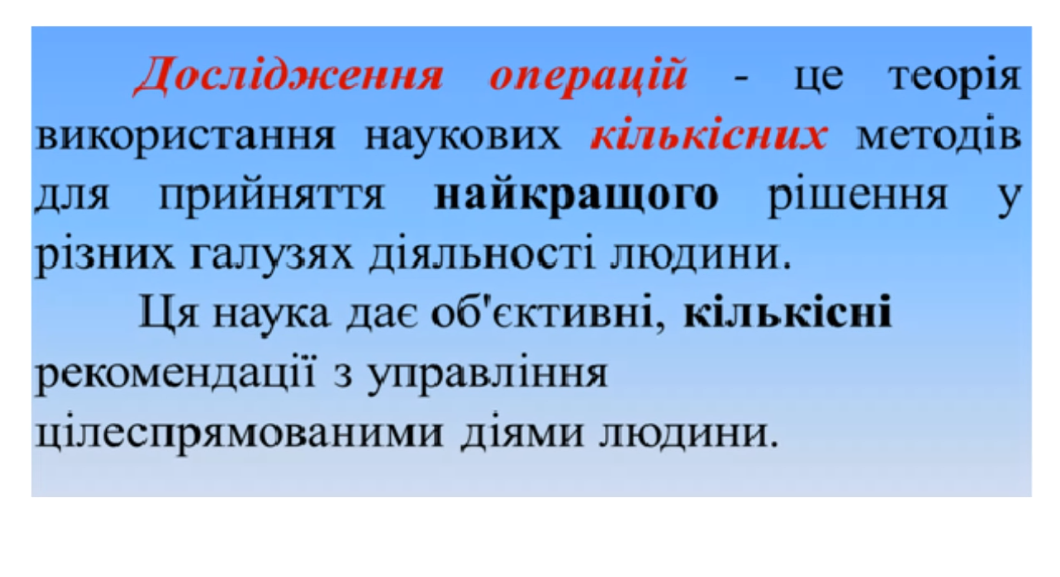 Дослідження операцій - це теорія
використання наукових кількісних методів
для прийняття найкращого рішення у
різних галузях діяльності людини.
Ця наука дає об'єктивні, кількісні
рекомендації з управління
цілеспрямованими діями людини.